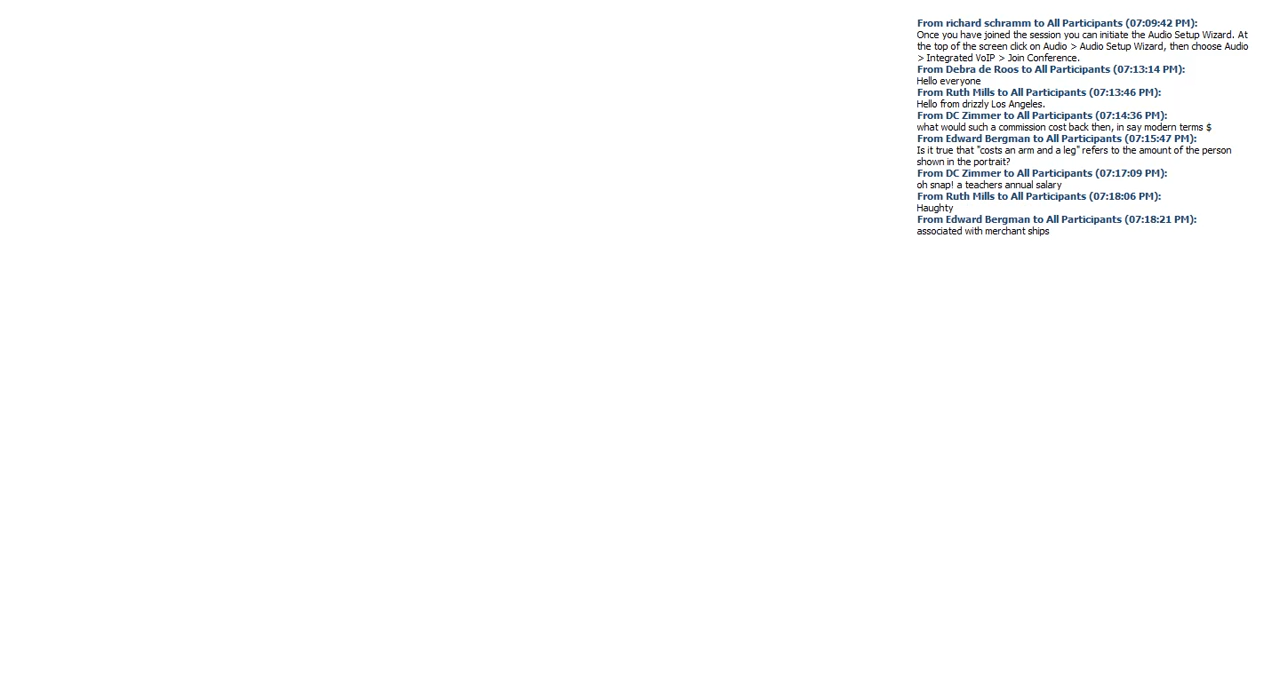 From richard schramm to All Participants (07:09:42 PM):
Once you have joined the session you can initiate the Audio Setup Wizard. At
the top of the screen click on Audio > Audio Setup Wizard, then choose Audio
> Integrated VoIP > Join Conference.
From Debra de Roos to All Participants (07:13:14 PM):
Hello everyone
From Ruth Mills to All Participants (07:13:46 PM):
Hello from drizzly Los Angeles.
From DC Zimmer to All Participants (07:14:36 PM):
what would such a commission cost back then, in say modern terms $
From Edward Bergman to All Participants (07:15:47 PM):
Is it true that "costs an arm and a leg" refers to the amount of the person
shown in the portrait?
From DC Zimmer to All Participants (07:17:09 PM):
oh snap! a teachers annual salary
From Ruth Mills to All Participants (07:18:06 PM):
Haughty
From Edward Bergman to All Participants (07:18:21 PM):
associated with merchant ships